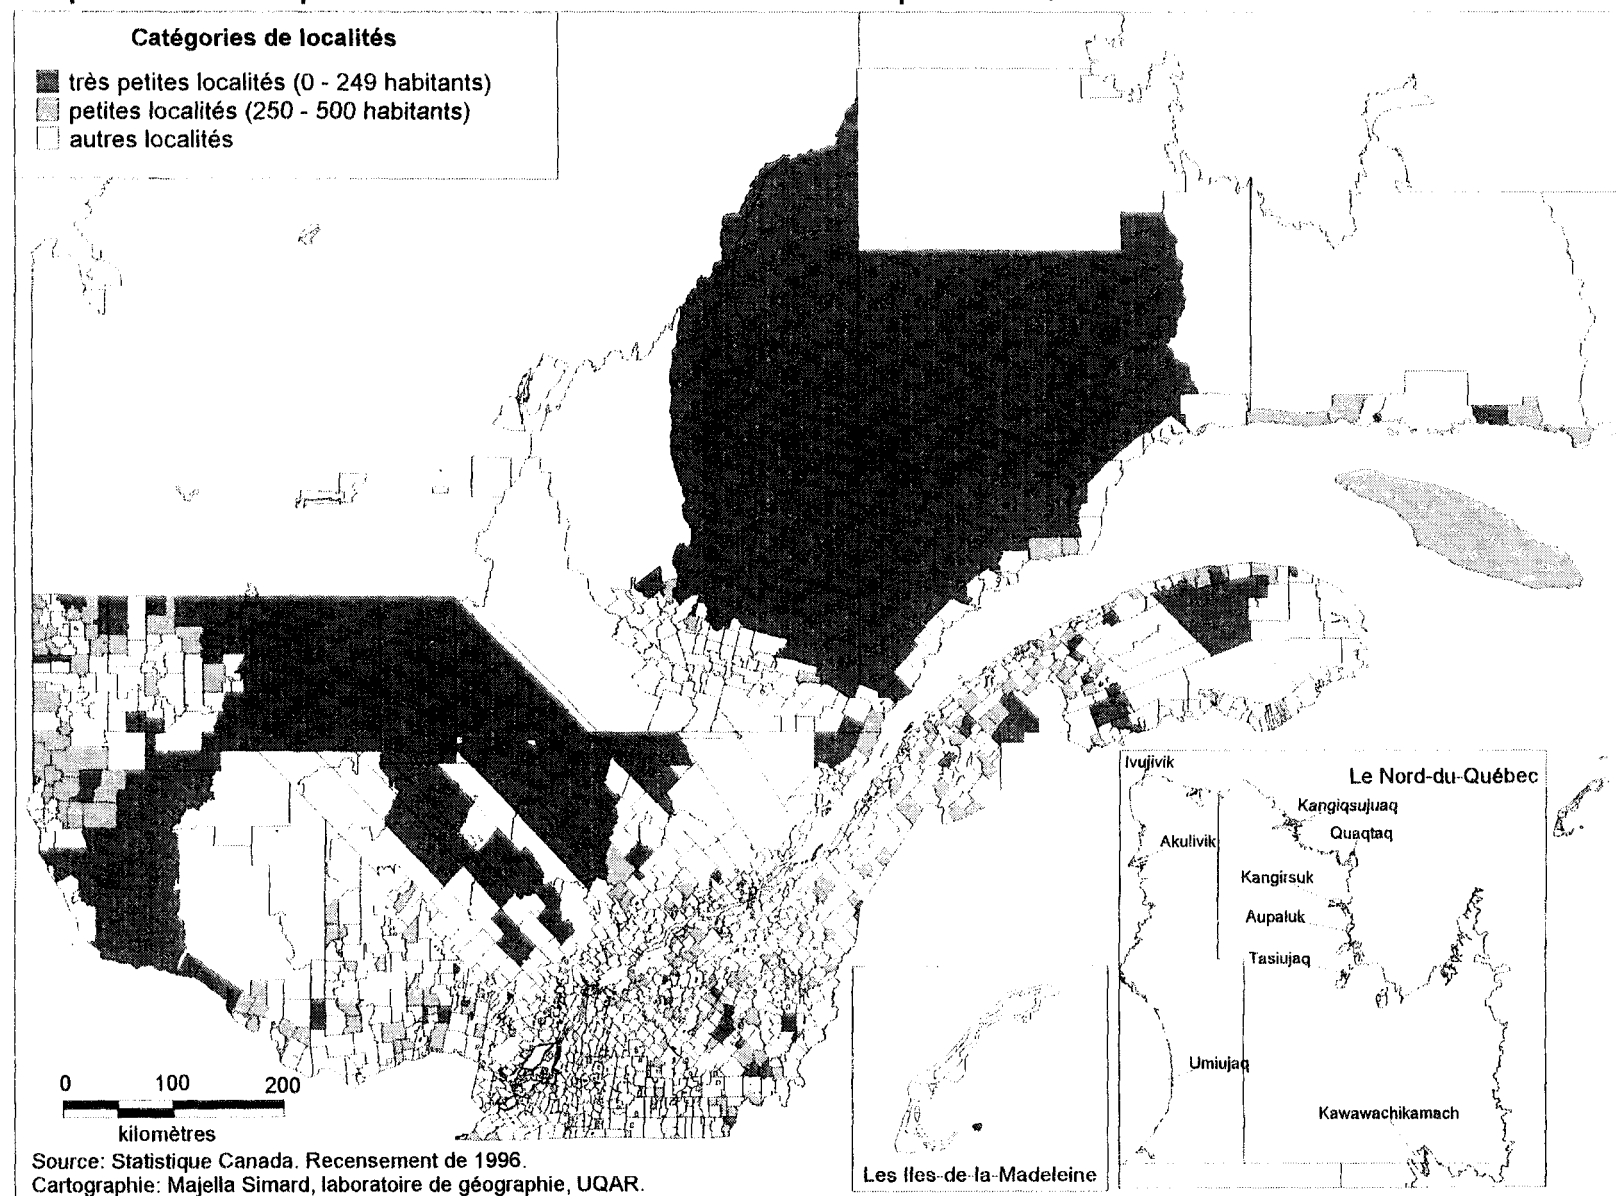 Catégories de localités
très petites localités (0 - 249 habitants)
petites localités (250 - 500 habitants)
autres localités
Ivujivik
Le Nord-du-Québec
Kangiqsujuaq
Quaqtaq
Akulivik
Kangirsuk
Aupaluk
Tasiujaq
Umiujaq
Kawawachikamach
0 100 200
kilomètres
Les Iles-de-la-Madeleine
Source: Statistique Canada. Recensement de 1996.
Cartographie: Majella Simard, laboratoire de géographie, UQAR.